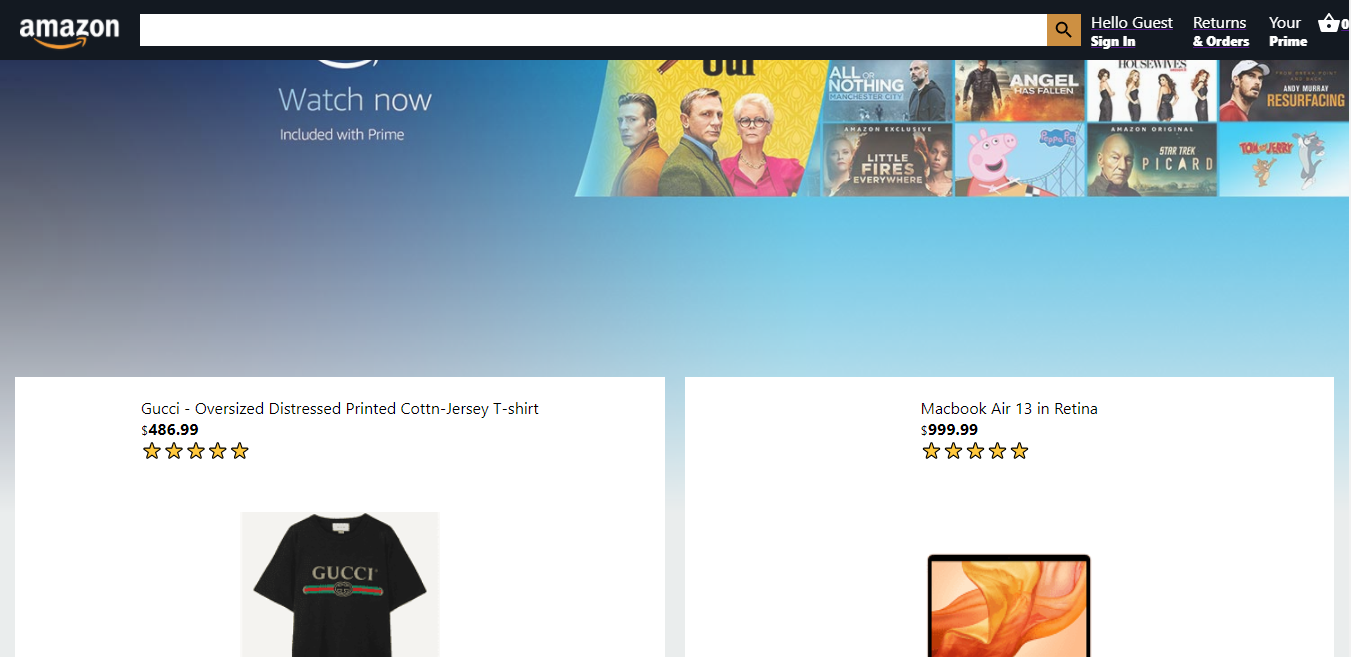 amazon
Hello Guest
Sign In
Returns
& Orders
Your
Prime
0
Out
Watch now
Included with Prime
ALL OR
NOTHING
MANCHESTER CITY
ANGEL
HAS FALLEN
HOUSEWIVES
ANDY MURRAY
RESURFACING
AMAZON EXCLUSIVE
LITTLE
FIRES
EVERYWHERE
Peppa Pig
AMAZON ORIGINAL
STAR TREK
PICARD
TOM AND JERRY
Gucci - Oversized Distressed Printed Cottn-Jersey T-shirt
$486.99
Macbook Air 13 in Retina
$999.99
GUCCI